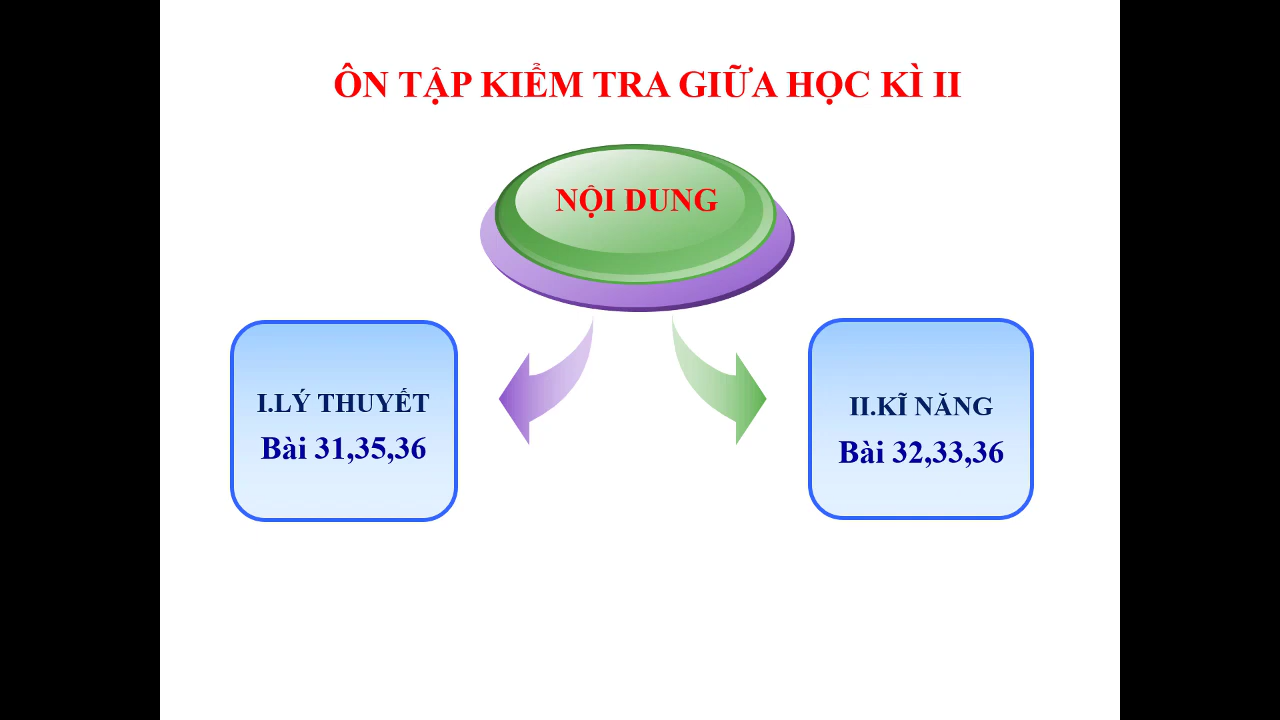 ÔN TẬP KIỂM TRA GIỮA HỌC KÌ II
NỘI DUNG
I.LÝ THUYẾT
Bài 31,35,36
II.KĨ NĂNG
Bài 32,33,36